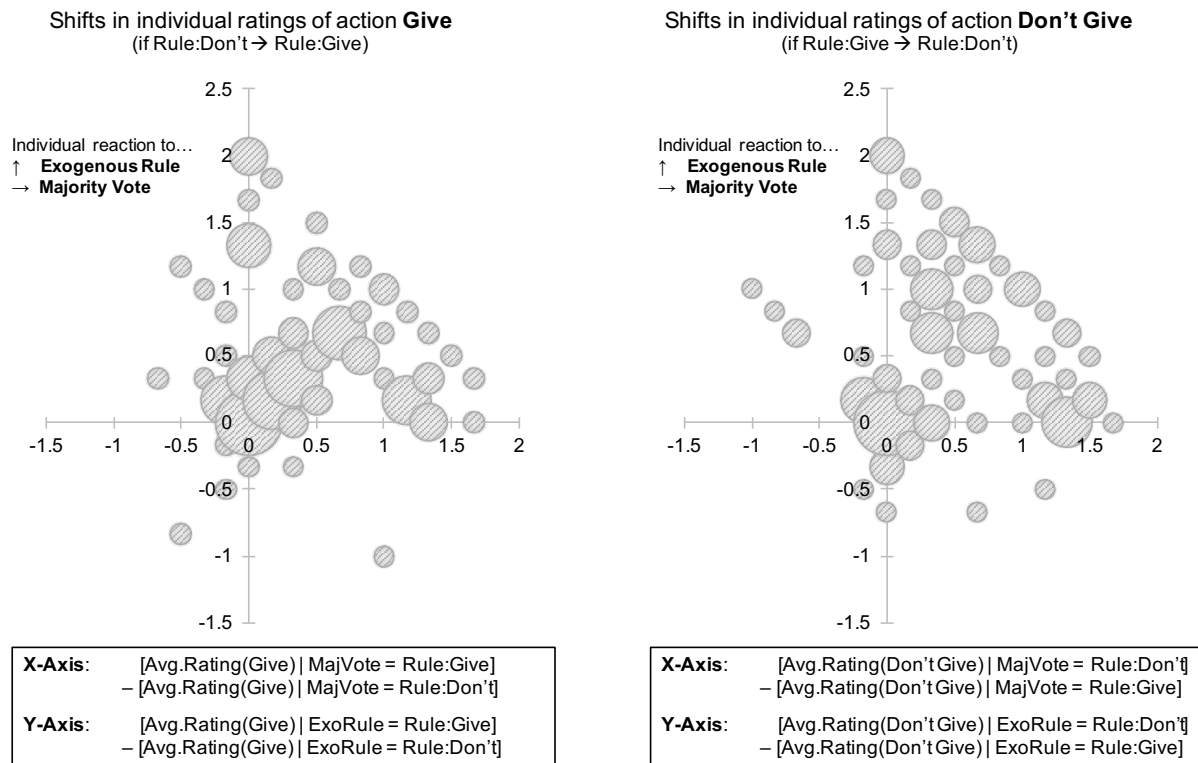 Shifts in individual ratings of action Give
(if Rule:Don't → Rule:Give)
2.5
Individual reaction to…
↑ Exogenous Rule
→ Majority Vote
2
1.5
1
0.5
0
-1.5
-1
-0.5
0
0.5
1
1.5
2
-0.5
-1
-1.5
X-Axis: [Avg.Rating(Give) | MajVote = Rule:Give]
– [Avg.Rating(Give) | MajVote = Rule:Don't]
Y-Axis: [Avg.Rating(Give) | ExoRule = Rule:Give]
– [Avg.Rating(Give) | ExoRule = Rule:Don't]
Shifts in individual ratings of action Don't Give
(if Rule:Give → Rule:Don't)
2.5
Individual reaction to…
↑ Exogenous Rule
→ Majority Vote
2
1.5
1
0.5
0
-1.5
-1
-0.5
0
0.5
1
1.5
2
-0.5
-1
-1.5
X-Axis: [Avg.Rating(Don't Give) | MajVote = Rule:Don't]
– [Avg.Rating(Don't Give) | MajVote = Rule:Give]
Y-Axis: [Avg.Rating(Don't Give) | ExoRule = Rule:Don't]
– [Avg.Rating(Don't Give) | ExoRule = Rule:Give]